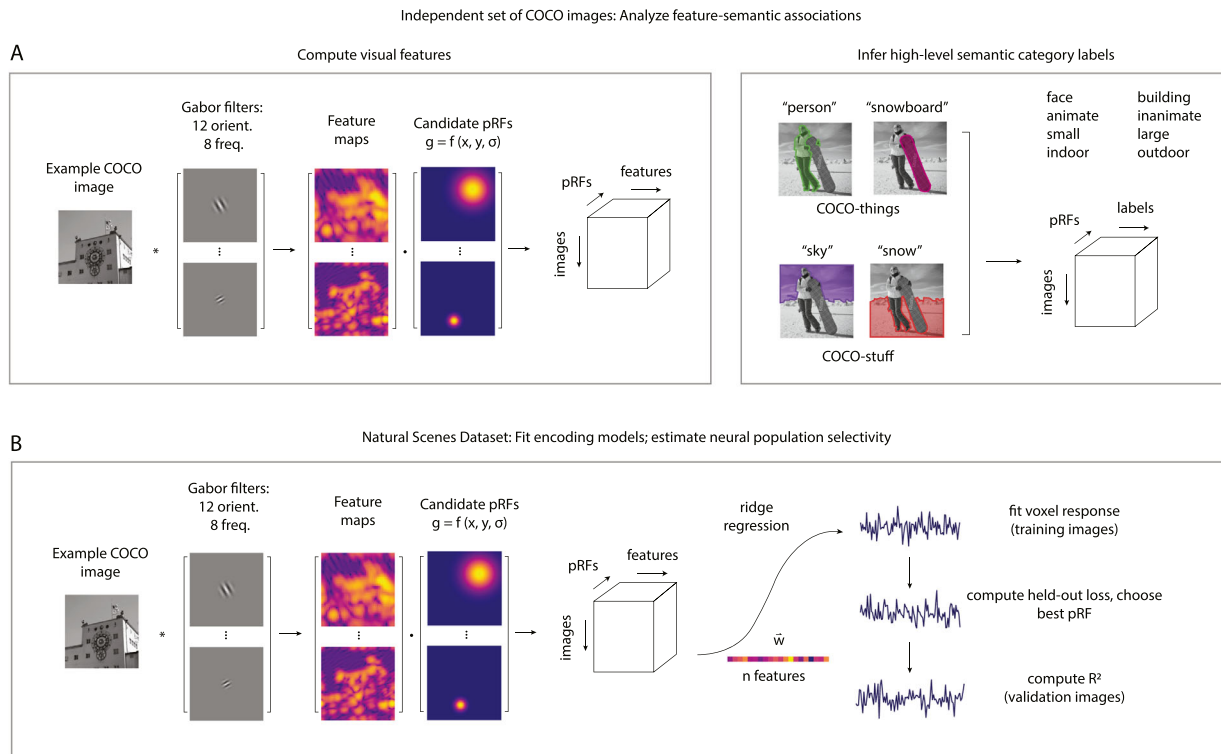 Independent set of COCO images: Analyze feature-semantic associations
A
Compute visual features
Gabor filters:
12 orient.
8 freq.
Feature
maps
Candidate pRFs
g = f (x, y, σ)
Example COCO
image
*
...
...
•
...
pRFs
features
images
Infer high-level semantic category labels
"person"
"snowboard"
COCO-things
"sky"
"snow"
COCO-stuff
face
animate
small
indoor
building
inanimate
large
outdoor
pRFs
labels
images
B
Natural Scenes Dataset: Fit encoding models; estimate neural population selectivity
Gabor filters:
12 orient.
8 freq.
Feature
maps
Candidate pRFs
g = f (x, y, σ)
Example COCO
image
*
...
...
•
...
pRFs
features
images
ridge
regression
w⃗
n features
fit voxel response
(training images)
compute held-out loss, choose
best pRF
compute R²
(validation images)